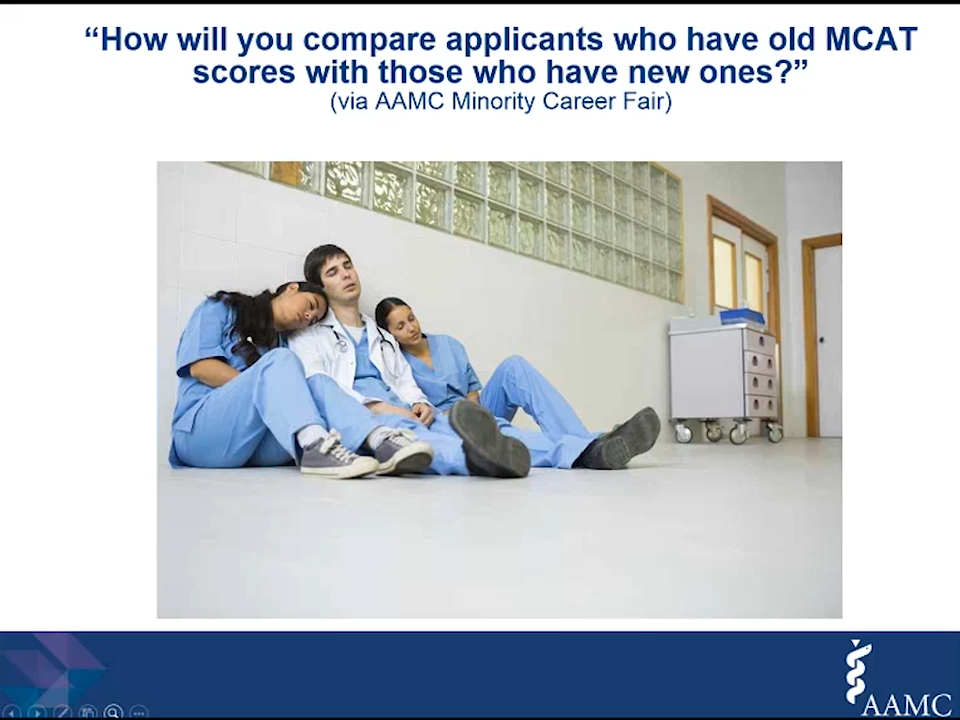 “How will you compare applicants who have old MCAT
scores with those who have new ones?”
(via AAMC Minority Career Fair)
AAMC